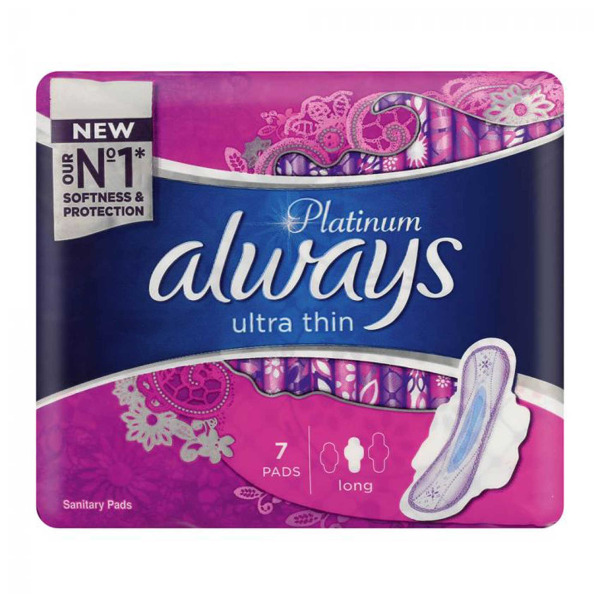 NEW
OUR Nº1*
SOFTNESS &
PROTECTION
Platinum
always
ultra thin
7
PADS
long
Sanitary Pads